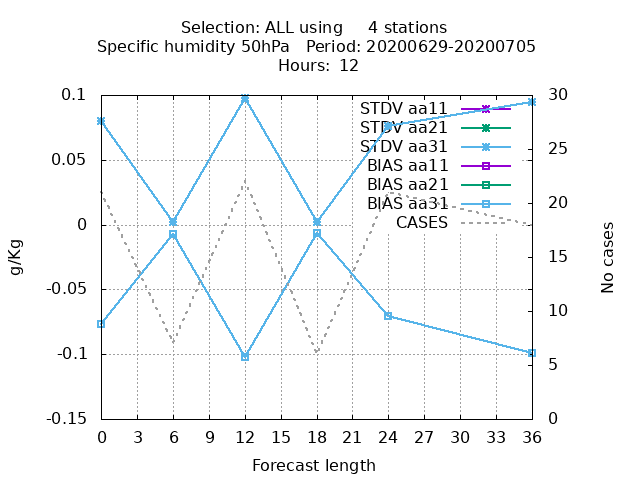 Selection: ALL using     4 stations
Specific humidity 50hPa   Period: 20200629-20200705
Hours: 12
0.1
0.05
0
-0.05
-0.1
-0.15
g/Kg
30
25
20
15
10
5
0
No cases
STDV aa11
STDV aa21
STDV aa31
BIAS aa11
BIAS aa21
BIAS aa31
CASES
0 3 6 9 12 15 18 21 24 27 30 33 36
Forecast length